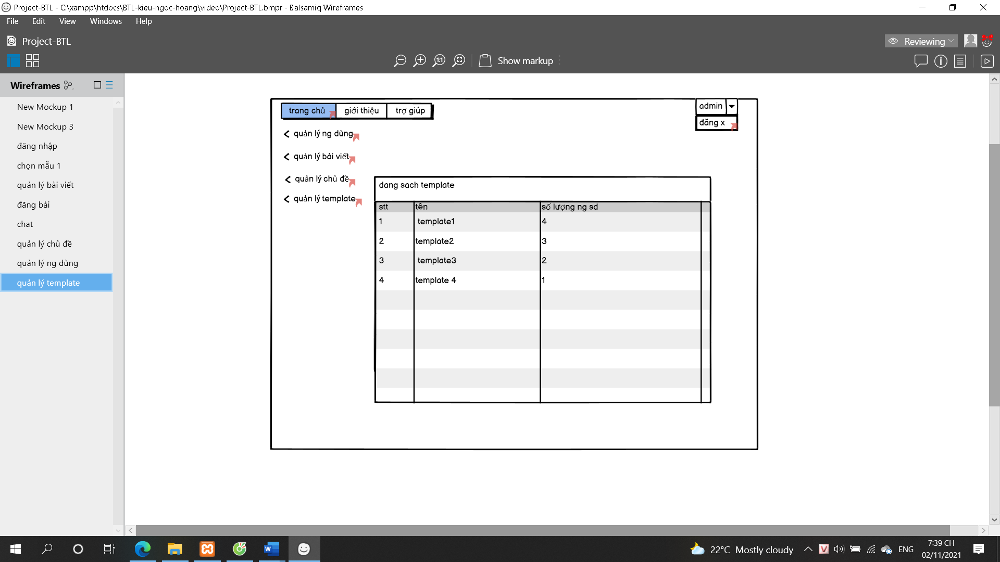 Project-BTL - C:\xampp\htdocs\BTL-kieu-ngoc-hoang\video\Project-BTL.bmpr - Balsamiq Wireframes
File Edit View Windows Help
Project-BTL
Reviewing
1:1
Show markup
Wireframes
New Mockup 1
New Mockup 3
đăng nhập
chọn mẫu 1
quản lý bài viết
đăng bài
chat
quản lý chủ đề
quản lý ng dùng
quản lý template
trang chủ giới thiệu trợ giúp
admin
đăng x
quản lý ng dùng
quản lý bài viết
quản lý chủ đề
quản lý template
dang sach template
stt tên số lượng ng sd
1 template1 4
2 template2 3
3 template3 2
4 template 4 1
22°C Mostly cloudy
ENG
7:39 CH
02/11/2021